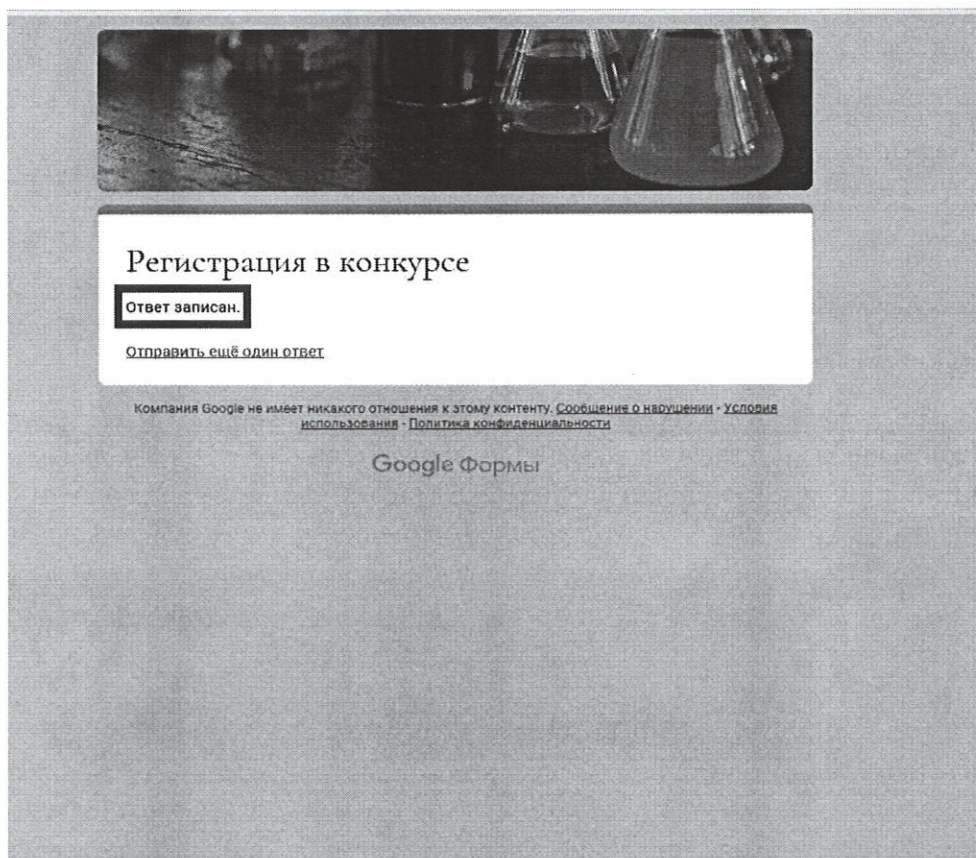 Регистрация в конкурсе
Ответ записан.
Отправить ещё один ответ
Компания Google не имеет никакого отношения к этому контенту. Сообщение о нарушении - Условия
использования - Политика конфиденциальности
Google Формы